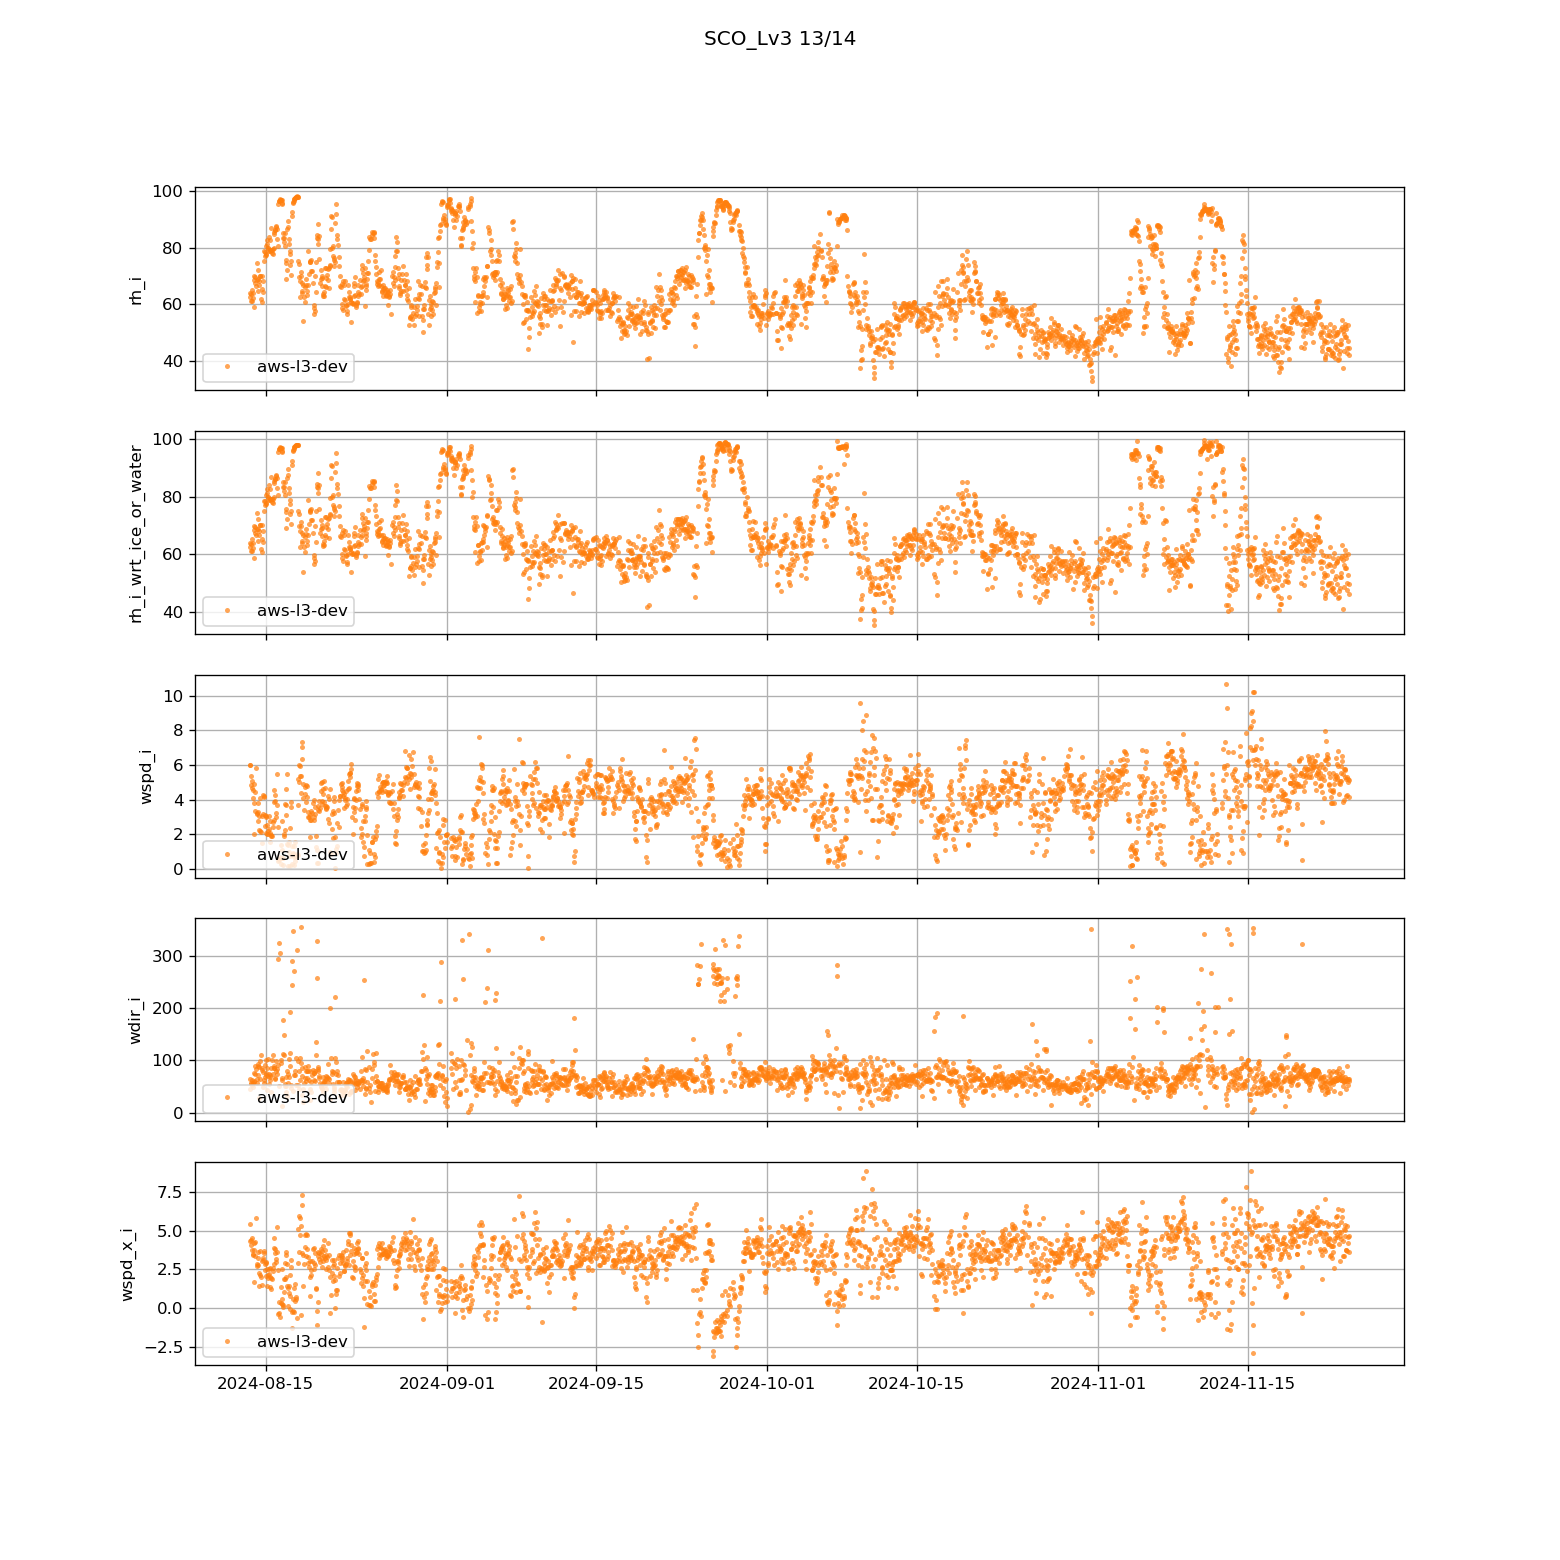 SCO_Lv3 13/14
100
80
60
40
rh_i
aws-l3-dev
100
80
60
40
rh_i_wrt_ice_or_water
aws-l3-dev
10
8
6
4
2
0
wspd_i
aws-l3-dev
300
200
100
0
wdir_i
aws-l3-dev
7.5
5.0
2.5
0.0
−2.5
wspd_x_i
aws-l3-dev
2024-08-15 2024-09-01 2024-09-15 2024-10-01 2024-10-15 2024-11-01 2024-11-15